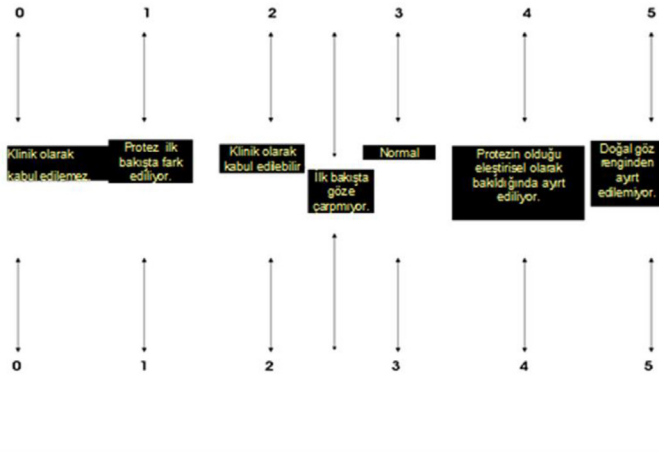 0 1 2 3 4 5
Klinik olarak
kabul edilemez.
Protez ilk
bakışta fark
ediliyor.
Klinik olarak
kabul edilebilir
İlk bakışta
göze
çarpmıyor.
Normal
Protezin olduğu
eleştirisel olarak
bakıldığında ayırt
ediliyor.
Doğal göz
renginden
ayırt
edilemiyor.
0 1 2 3 4 5